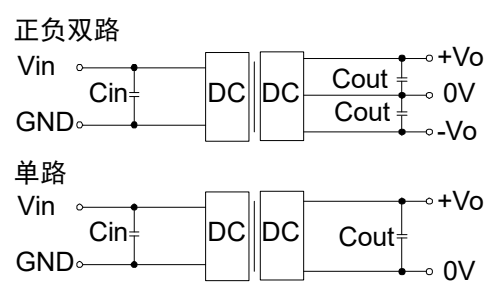 正负双路
Vin DC DC +Vo
Cin Cout 0V
GND Cout -Vo
单路
Vin DC DC +Vo
Cin Cout
GND 0V